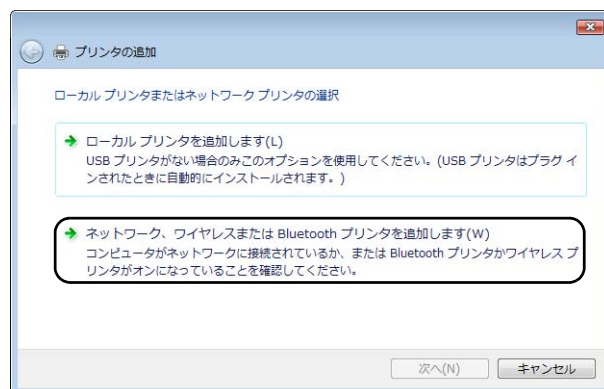 プリンタの追加
ローカル プリンタまたはネットワーク プリンタの選択
ローカル プリンタを追加します(L)
USB プリンタがない場合のみこのオプションを使用してください。(USB プリンタはプラグ イ
ンされたときに自動的にインストールされます。)
ネットワーク、ワイヤレスまたは Bluetooth プリンタを追加します(W)
コンピュータがネットワークに接続されているか、または Bluetooth プリンタかワイヤレス プ
リンタがオンになっていることを確認してください。
次へ(N)
キャンセル